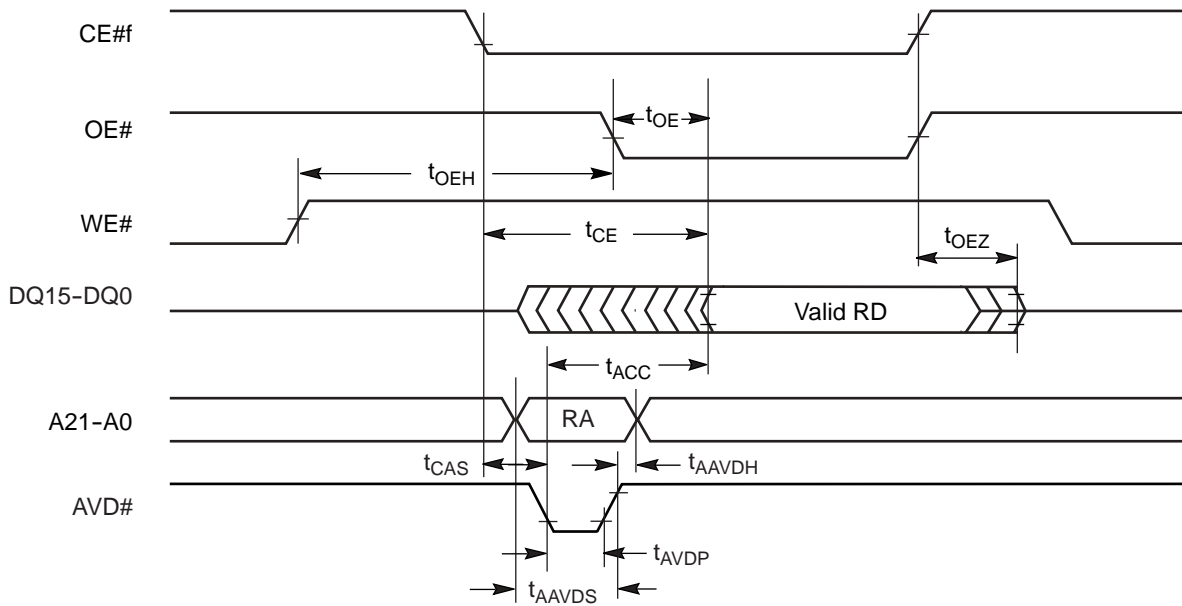 CE#f
OE#
tOE
tOEH
WE#
tCE
tOEZ
DQ15-DQ0
Valid RD
tACC
A21-A0
RA
tCAS
tAAVDH
AVD#
tAVDP
tAAVDS